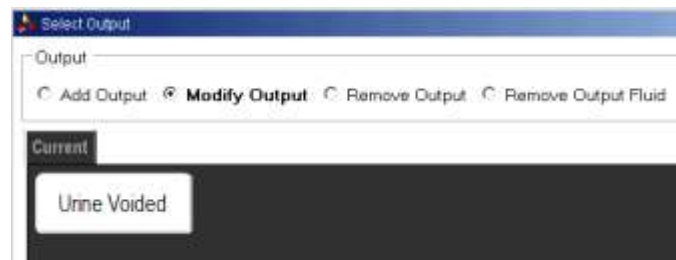 Select Output
Output
Add Output Modify Output Remove Output Remove Output Fluid
Current
Urine Voided